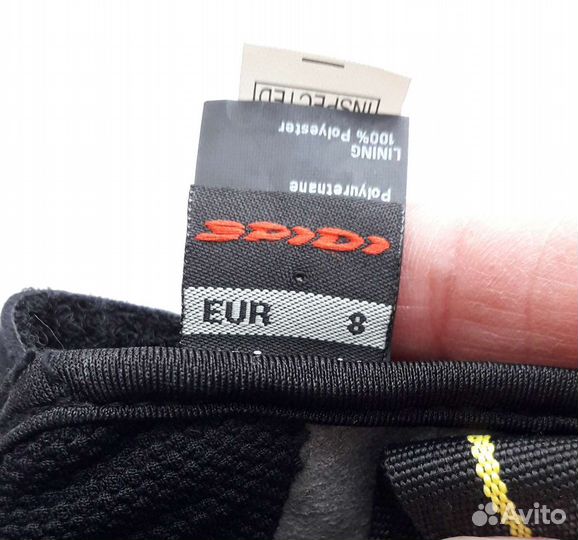 INSPECTED
Polyurethane
LINING
100% Polyester
SPIDI
EUR 8
Avito